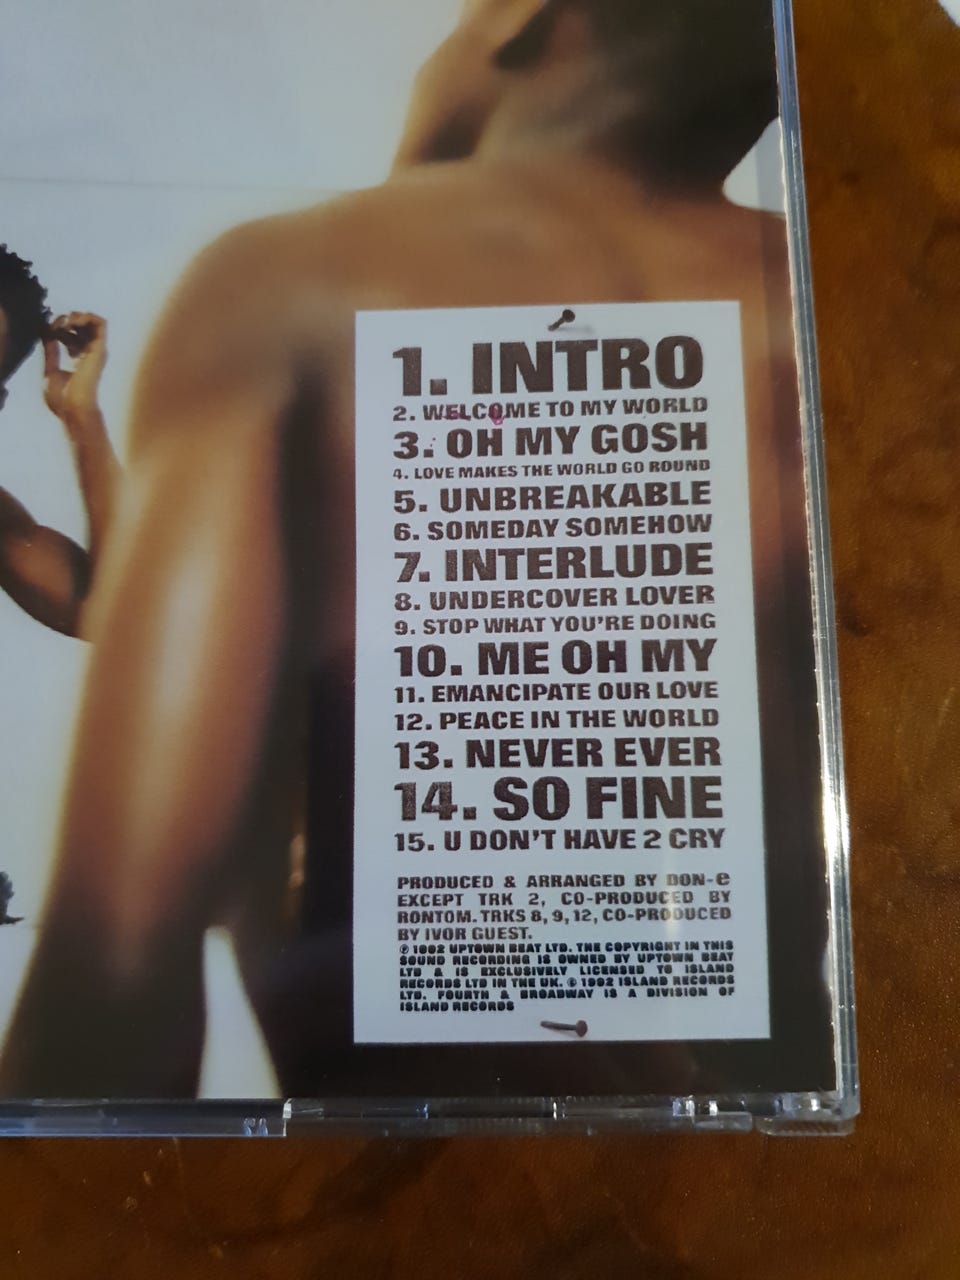 1. INTRO
2. WELCOME TO MY WORLD
3. OH MY GOSH
4. LOVE MAKES THE WORLD GO ROUND
5. UNBREAKABLE
6. SOMEDAY SOMEHOW
7. INTERLUDE
8. UNDERCOVER LOVER
9. STOP WHAT YOU'RE DOING
10. ME OH MY
11. EMANCIPATE OUR LOVE
12. PEACE IN THE WORLD
13. NEVER EVER
14. SO FINE
15. U DON'T HAVE 2 CRY
PRODUCED & ARRANGED BY DON-e
EXCEPT TRK 2, CO-PRODUCED BY
RONTOM. TRKS 8, 9, 12, CO-PRODUCED
BY IVOR GUEST.
℗ 1992 UPTOWN BEAT LTD. THE COPYRIGHT IN THIS
SOUND RECORDING IS OWNED BY UPTOWN BEAT
LTD & IS EXCLUSIVELY LICENSED TO ISLAND
RECORDS LTD IN THE UK. © 1992 ISLAND RECORDS
LTD. FOURTH & BROADWAY IS A DIVISION OF
ISLAND RECORDS